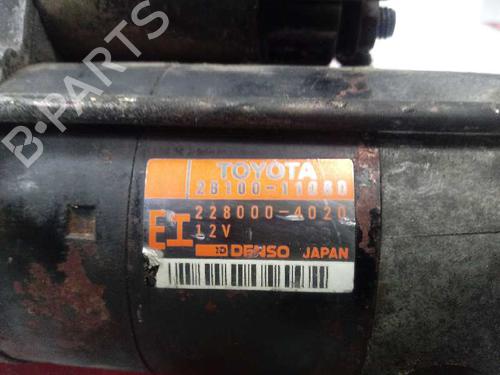 B-PARTS
TOYOTA
28100-11080
EI 228000-4020
12V
DENSO JAPAN